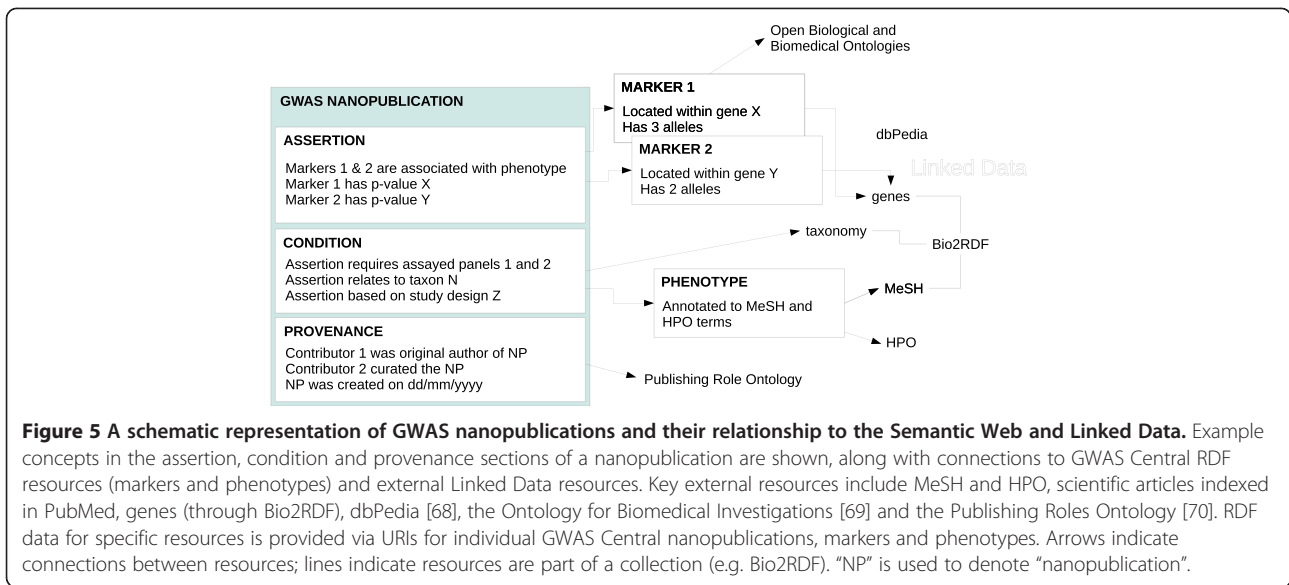 Open Biological and
Biomedical Ontologies
GWAS NANOPUBLICATION
MARKER 1
Located within gene X
Has 3 alleles
ASSERTION
Markers 1 & 2 are associated with phenotype
Marker 1 has p-value X
Marker 2 has p-value Y
MARKER 2
Located within gene Y
Has 2 alleles
dbPedia
Linked Data
genes
taxonomy
Bio2RDF
CONDITION
Assertion requires assayed panels 1 and 2
Assertion relates to taxon N
Assertion based on study design Z
PHENOTYPE
Annotated to MeSH and
HPO terms
MeSH
HPO
PROVENANCE
Contributor 1 was original author of NP
Contributor 2 curated the NP
NP was created on dd/mm/yyyy
Publishing Role Ontology
Figure 5 A schematic representation of GWAS nanopublications and their relationship to the Semantic Web and Linked Data. Example
concepts in the assertion, condition and provenance sections of a nanopublication are shown, along with connections to GWAS Central RDF
resources (markers and phenotypes) and external Linked Data resources. Key external resources include MeSH and HPO, scientific articles indexed
in PubMed, genes (through Bio2RDF), dbPedia [68], the Ontology for Biomedical Investigations [69] and the Publishing Roles Ontology [70]. RDF
data for specific resources is provided via URIs for individual GWAS Central nanopublications, markers and phenotypes. Arrows indicate
connections between resources; lines indicate resources are part of a collection (e.g. Bio2RDF). “NP” is used to denote “nanopublication”.